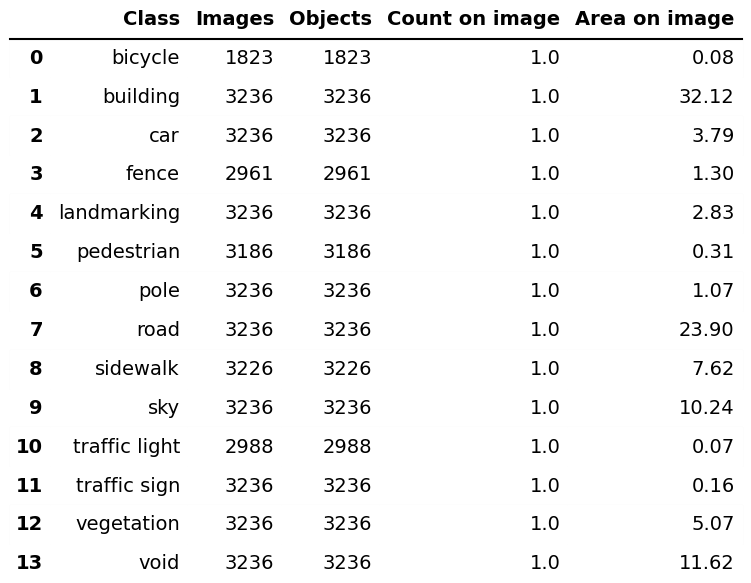 Class Images Objects Count on image Area on image
0 bicycle 1823 1823 1.0 0.08
1 building 3236 3236 1.0 32.12
2 car 3236 3236 1.0 3.79
3 fence 2961 2961 1.0 1.30
4 landmarking 3236 3236 1.0 2.83
5 pedestrian 3186 3186 1.0 0.31
6 pole 3236 3236 1.0 1.07
7 road 3236 3236 1.0 23.90
8 sidewalk 3226 3226 1.0 7.62
9 sky 3236 3236 1.0 10.24
10 traffic light 2988 2988 1.0 0.07
11 traffic sign 3236 3236 1.0 0.16
12 vegetation 3236 3236 1.0 5.07
13 void 3236 3236 1.0 11.62